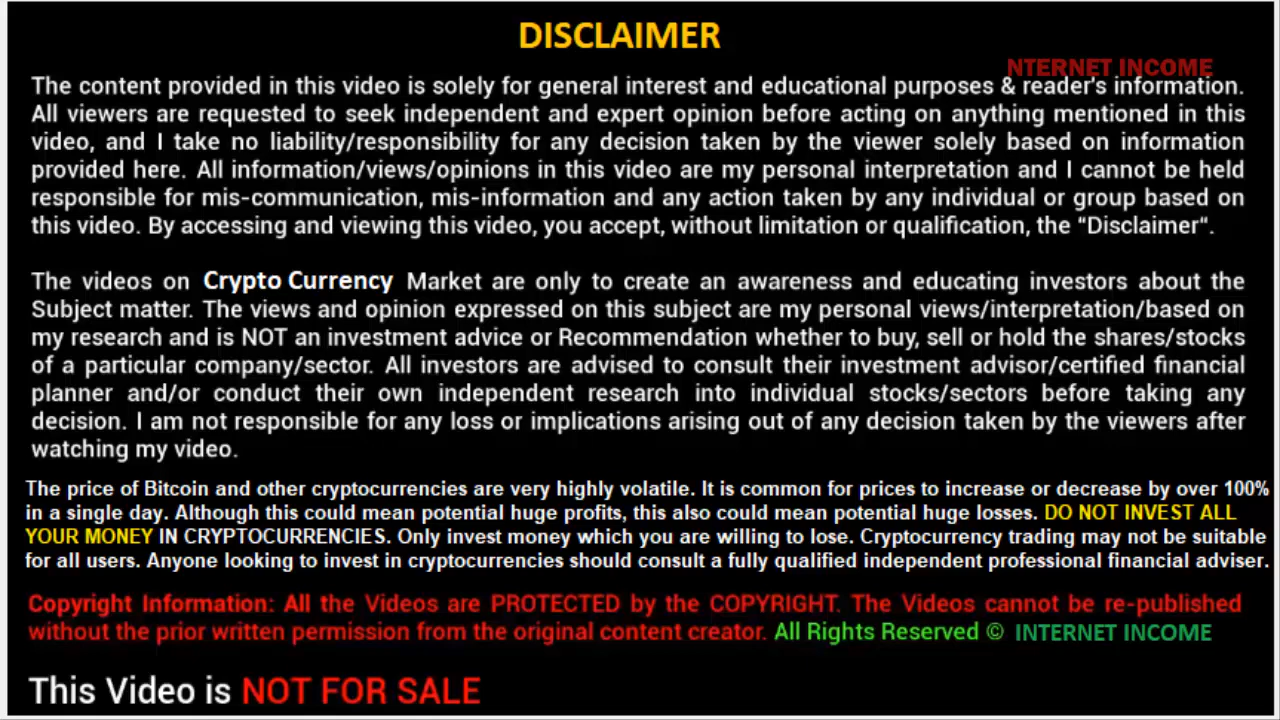 DISCLAIMER
NTERNET INCOME
The content provided in this video is solely for general interest and educational purposes & reader's information.
All viewers are requested to seek independent and expert opinion before acting on anything mentioned in this
video, and I take no liability/responsibility for any decision taken by the viewer solely based on information
provided here. All information/views/opinions in this video are my personal interpretation and I cannot be held
responsible for mis-communication, mis-information and any action taken by any individual or group based on
this video. By accessing and viewing this video, you accept, without limitation or qualification, the “Disclaimer“.
The videos on Crypto Currency Market are only to create an awareness and educating investors about the
Subject matter. The views and opinion expressed on this subject are my personal views/interpretation/based on
my research and is NOT an investment advice or Recommendation whether to buy, sell or hold the shares/stocks
of a particular company/sector. All investors are advised to consult their investment advisor/certified financial
planner and/or conduct their own independent research into individual stocks/sectors before taking any
decision. I am not responsible for any loss or implications arising out of any decision taken by the viewers after
watching my video.
The price of Bitcoin and other cryptocurrencies are very highly volatile. It is common for prices to increase or decrease by over 100%
in a single day. Although this could mean potential huge profits, this also could mean potential huge losses. DO NOT INVEST ALL
YOUR MONEY IN CRYPTOCURRENCIES. Only invest money which you are willing to lose. Cryptocurrency trading may not be suitable
for all users. Anyone looking to invest in cryptocurrencies should consult a fully qualified independent professional financial adviser.
Copyright Information: All the Videos are PROTECTED by the COPYRIGHT. The Videos cannot be re-published
without the prior written permission from the original content creator. All Rights Reserved © INTERNET INCOME
This Video is NOT FOR SALE